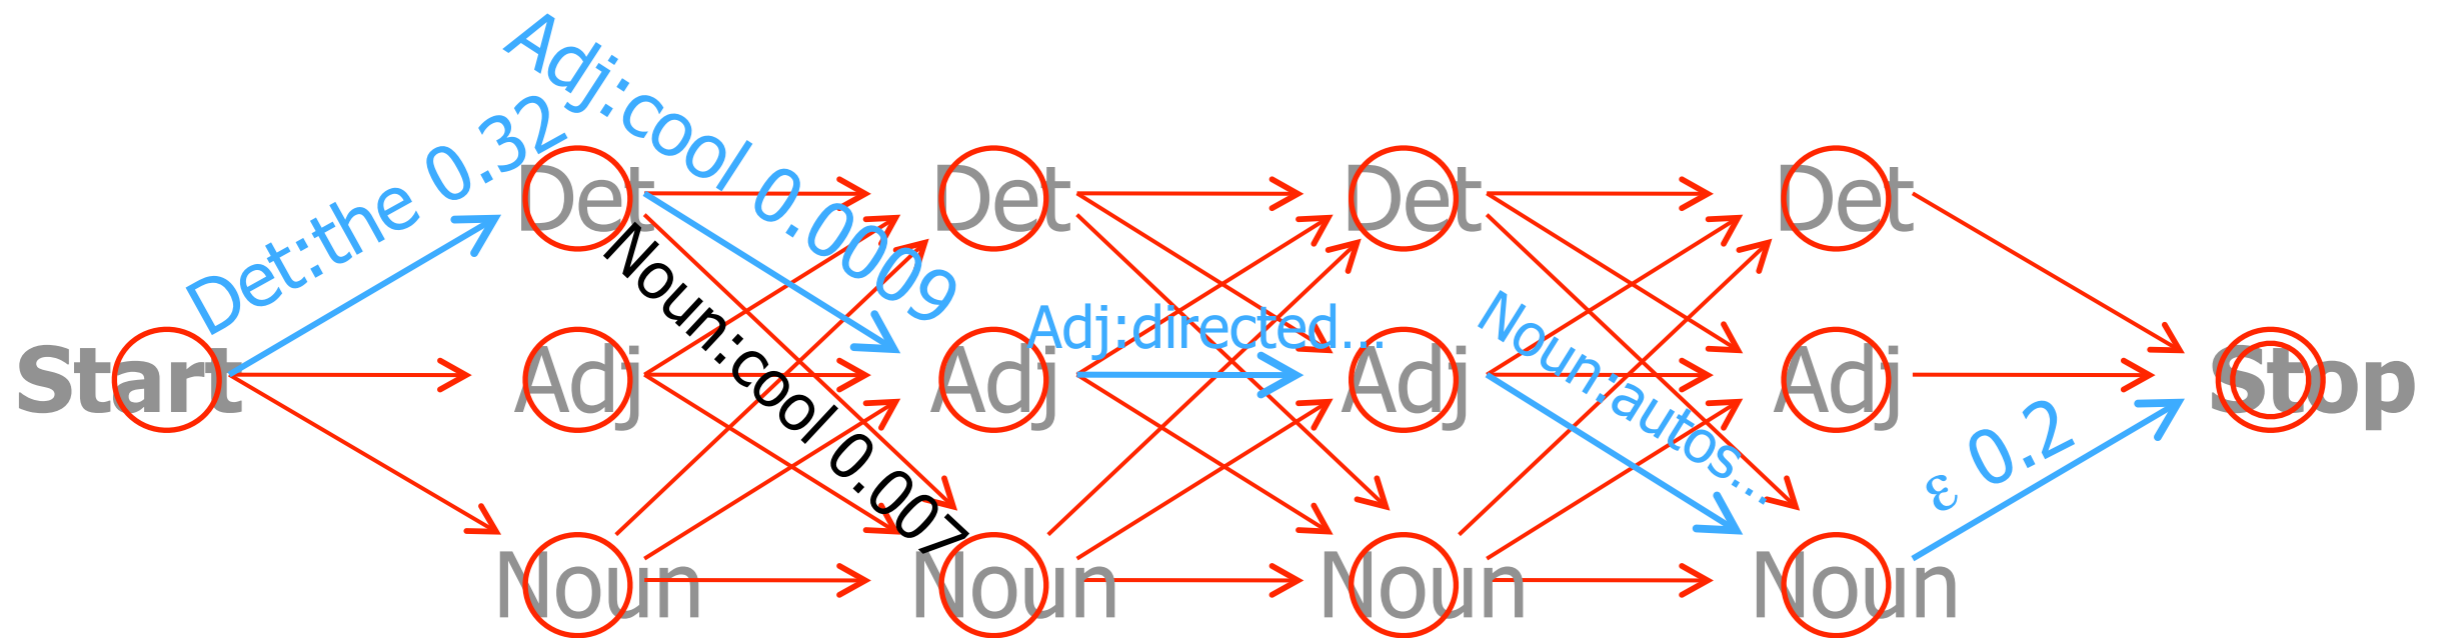 Adj:cool 0.0009
Det:the 0.32
Det
Det
Det
Det
Noun:cool 0.007
Adj:directed...
Noun:autos...
Start
Adj
Adj
Adj
Adj
Stop
ε 0.2
Noun
Noun
Noun
Noun